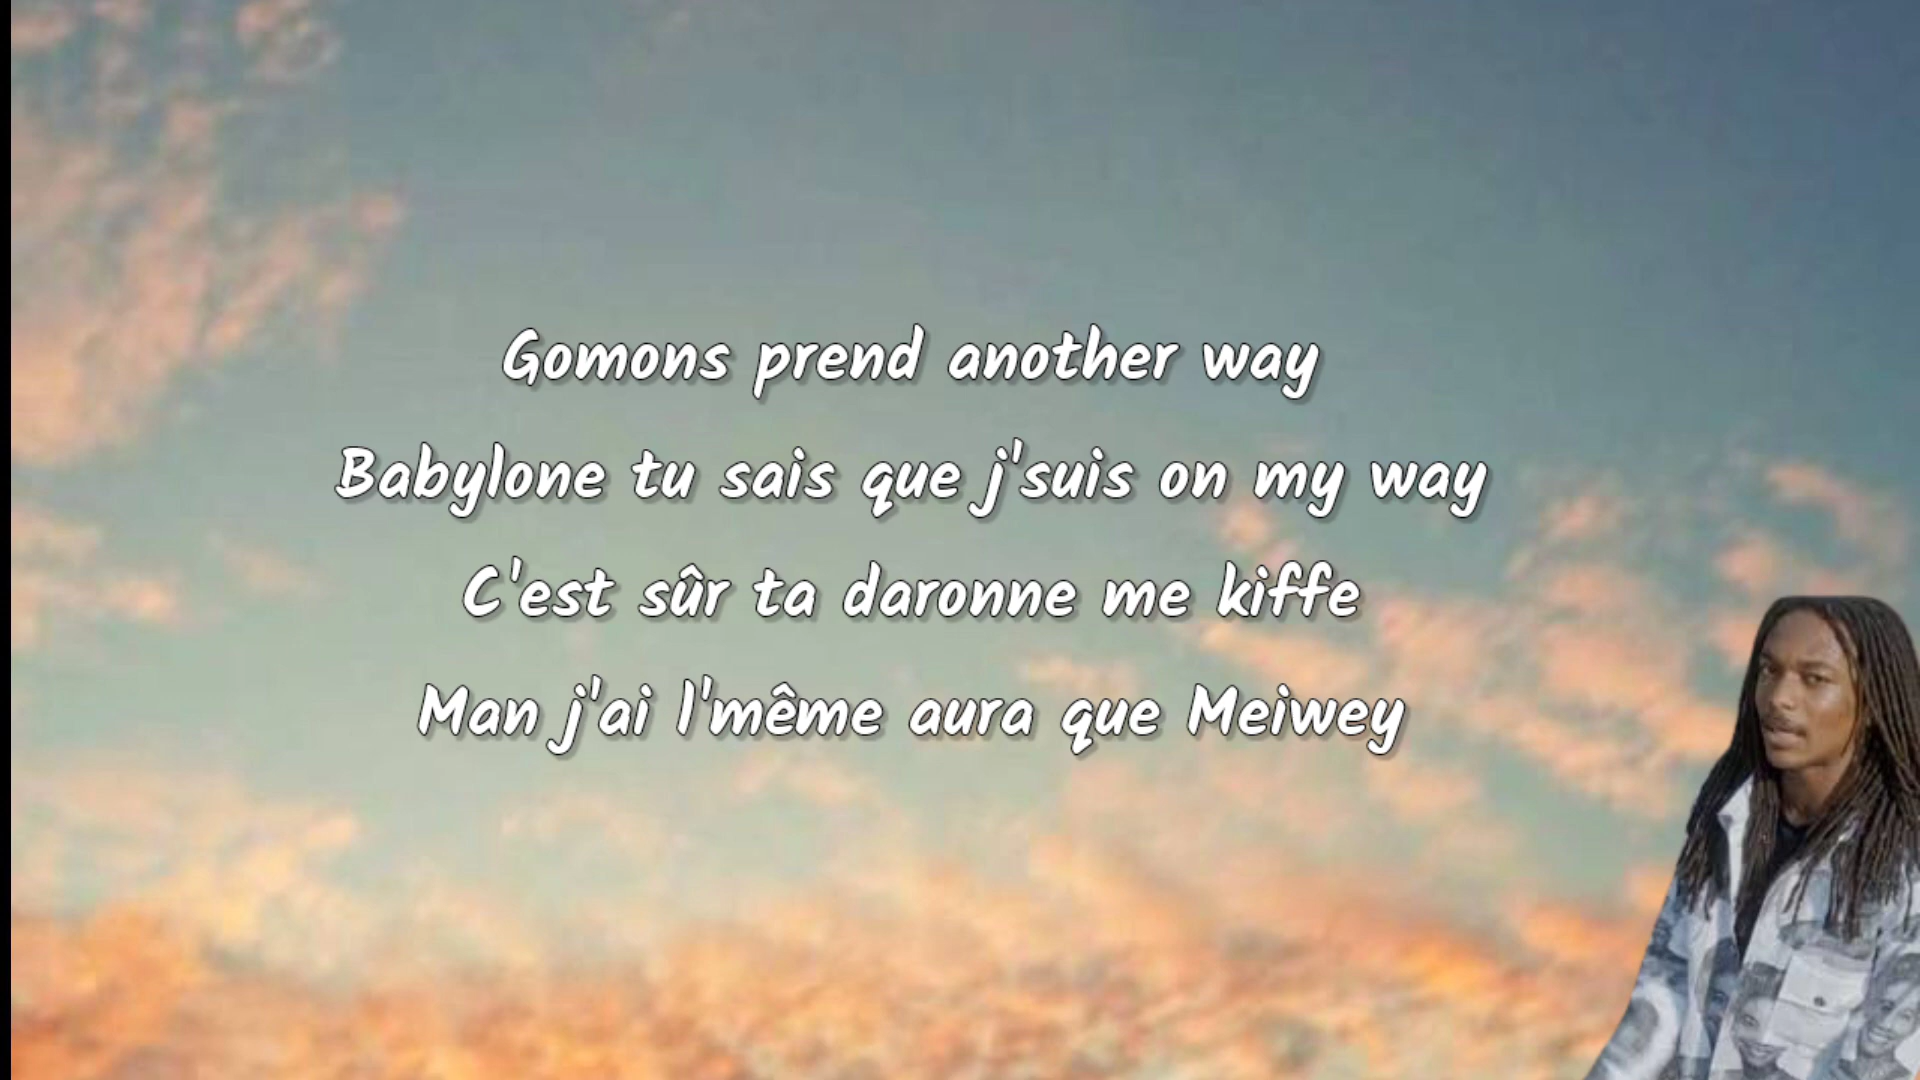 Gomons prend another way
Babylone tu sais que j'suis on my way
C'est sûr ta daronne me kiffe
Man j'ai l'même aura que Meiwey